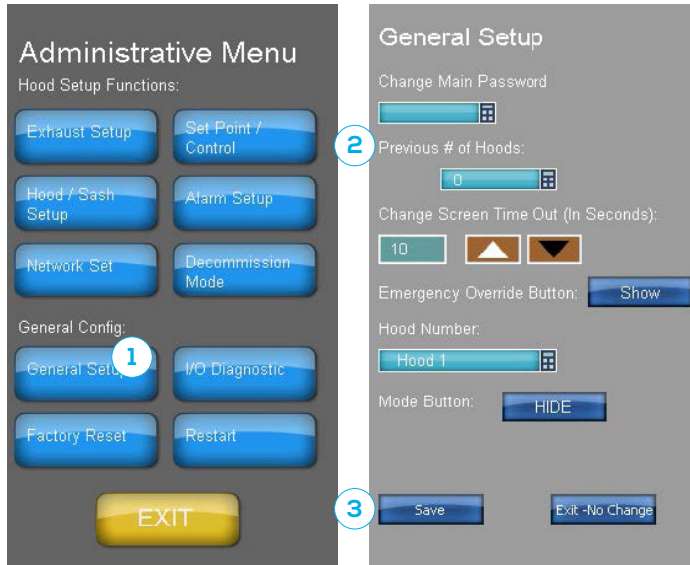 Administrative Menu
Hood Setup Functions:
Exhaust Setup
Set Point /
Control
Hood / Sash
Setup
Alarm Setup
Network Set
Decommission
Mode
General Config:
1
General Setup
I/O Diagnostic
Factory Reset
Restart
EXIT
General Setup
Change Main Password
2
Previous # of Hoods:
0
Change Screen Time Out (In Seconds):
10
Emergency Override Button:
Show
Hood Number:
Hood 1
Mode Button:
HIDE
3
Save
Exit -No Change